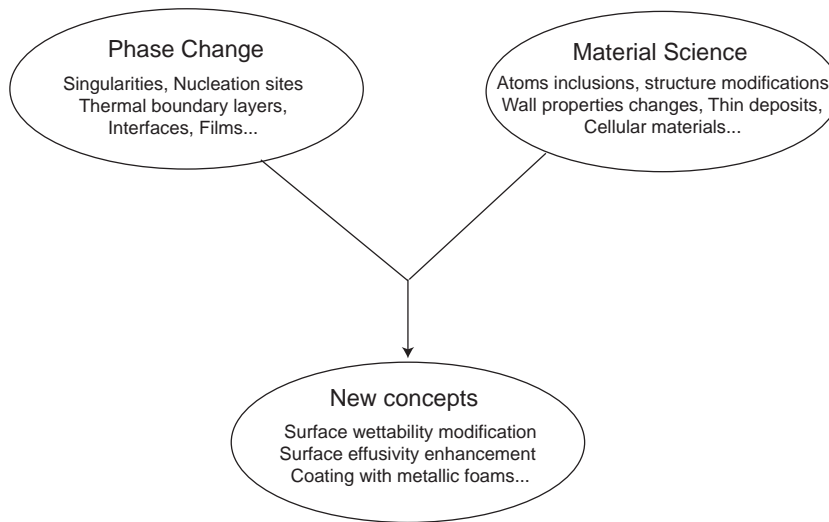 Phase Change
Singularities, Nucleation sites
Thermal boundary layers,
Interfaces, Films...
Material Science
Atoms inclusions, structure modifications
Wall properties changes, Thin deposits,
Cellular materials...
New concepts
Surface wettability modification
Surface effusivity enhancement
Coating with metallic foams...